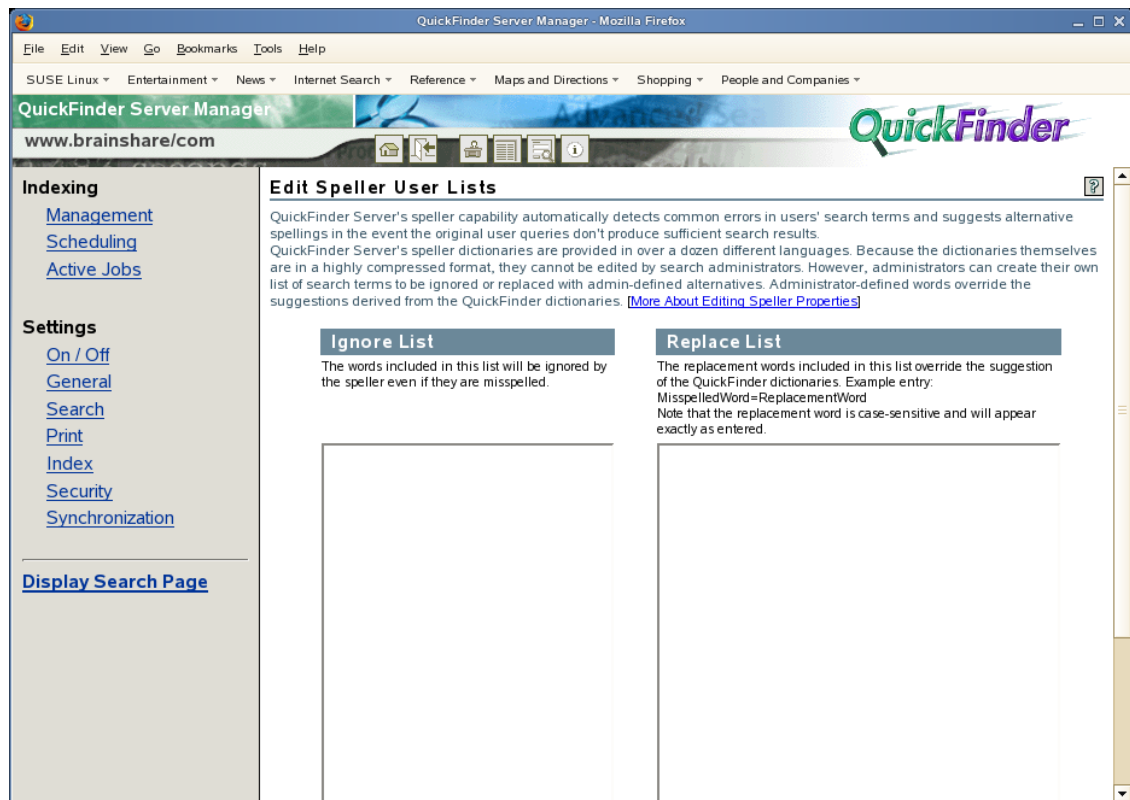 QuickFinder Server Manager - Mozilla Firefox
File Edit View Go Bookmarks Tools Help
SUSE Linux Entertainment News Internet Search Reference Maps and Directions Shopping People and Companies
QuickFinder Server Manager
www.brainshare/com
QuickFinder
Indexing
Management
Scheduling
Active Jobs
Settings
On / Off
General
Search
Print
Index
Security
Synchronization
Display Search Page
Edit Speller User Lists
?
QuickFinder Server's speller capability automatically detects common errors in users' search terms and suggests alternative
spellings in the event the original user queries don't produce sufficient search results.
QuickFinder Server's speller dictionaries are provided in over a dozen different languages. Because the dictionaries themselves
are in a highly compressed format, they cannot be edited by search administrators. However, administrators can create their own
list of search terms to be ignored or replaced with admin-defined alternatives. Administrator-defined words override the
suggestions derived from the QuickFinder dictionaries. [More About Editing Speller Properties]
Ignore List
The words included in this list will be ignored by
the speller even if they are misspelled.
Replace List
The replacement words included in this list override the suggestion
of the QuickFinder dictionaries. Example entry:
MisspelledWord=ReplacementWord
Note that the replacement word is case-sensitive and will appear
exactly as entered.